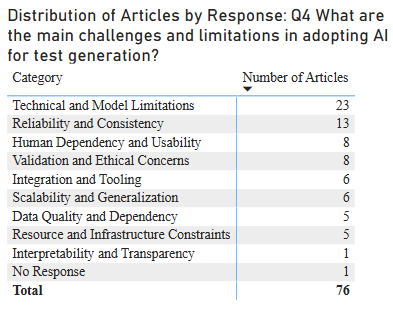 Distribution of Articles by Response: Q4 What are
the main challenges and limitations in adopting AI
for test generation?
Category Number of Articles
Technical and Model Limitations 23
Reliability and Consistency 13
Human Dependency and Usability 8
Validation and Ethical Concerns 8
Integration and Tooling 6
Scalability and Generalization 6
Data Quality and Dependency 5
Resource and Infrastructure Constraints 5
Interpretability and Transparency 1
No Response 1
Total 76